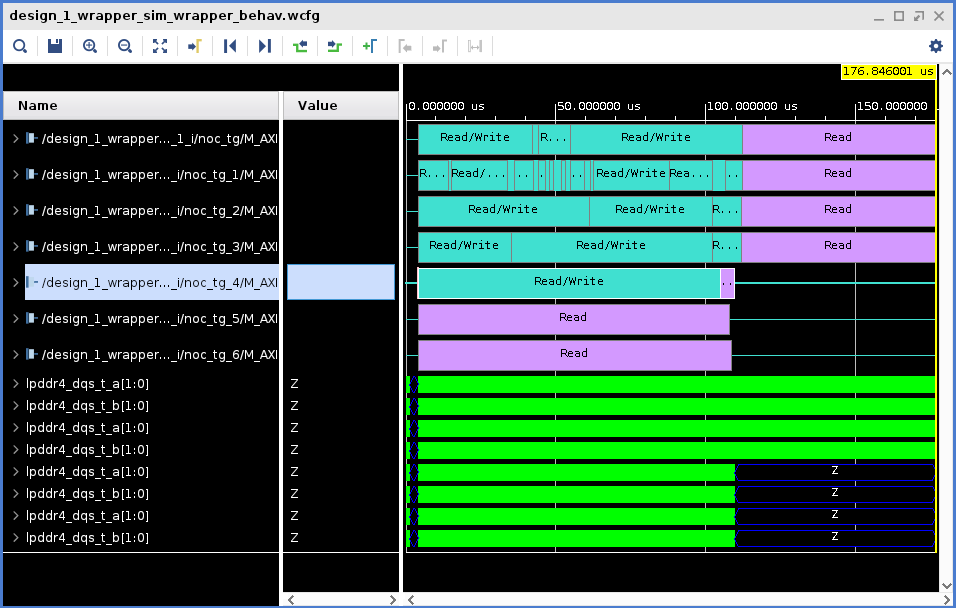 design_1_wrapper_sim_wrapper_behav.wcfg
176.846001 us
Name Value
0.000000 us 50.000000 us 100.000000 us 150.000000
/design_1_wrapper..._1_i/noc_tg/M_AXI Read/Write R... Read/Write Read
/design_1_wrapper..._i/noc_tg_1/M_AXI R... Read/... .. . .. Read/Write Rea... .. Read
/design_1_wrapper..._i/noc_tg_2/M_AXI Read/Write Read/Write R... Read
/design_1_wrapper..._i/noc_tg_3/M_AXI Read/Write Read/Write R... Read
/design_1_wrapper..._i/noc_tg_4/M_AXI Read/Write ..
/design_1_wrapper..._i/noc_tg_5/M_AXI Read
/design_1_wrapper..._i/noc_tg_6/M_AXI Read
lpddr4_dqs_t_a[1:0] Z
lpddr4_dqs_t_b[1:0] Z
lpddr4_dqs_t_a[1:0] Z
lpddr4_dqs_t_b[1:0] Z
lpddr4_dqs_t_a[1:0] Z Z
lpddr4_dqs_t_b[1:0] Z Z
lpddr4_dqs_t_a[1:0] Z Z
lpddr4_dqs_t_b[1:0] Z Z